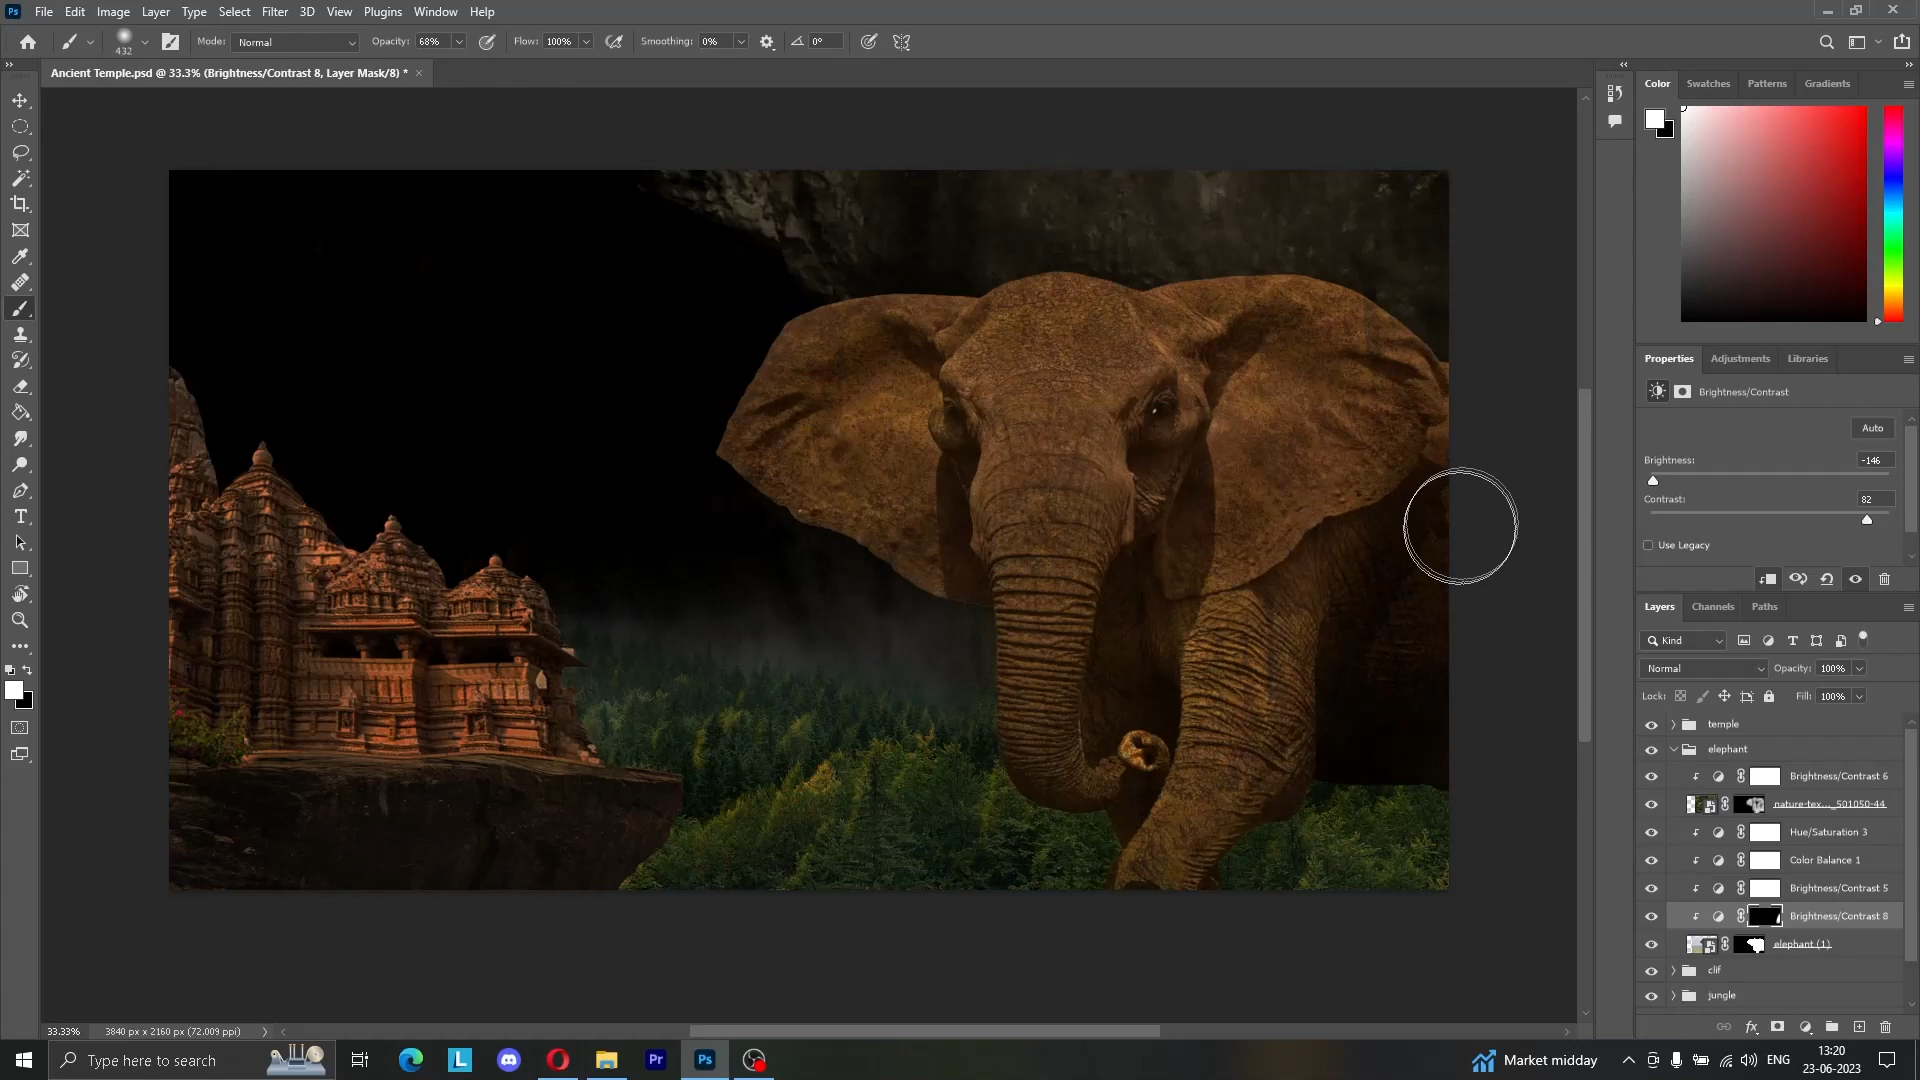 Ps File Edit Image Layer Type Select Filter 3D View Plugins Window Help
432 Mode: Normal Opacity: 68% Flow: 100% Smoothing: 0% 0°
Ancient Temple.psd @ 33.3% (Brightness/Contrast 8, Layer Mask/8) *
Color Swatches Patterns Gradients
Properties Adjustments Libraries
Brightness/Contrast
Auto
Brightness: -146
Contrast: 82
Use Legacy
Layers Channels Paths
Kind
Normal Opacity: 100%
Lock: Fill: 100%
temple
elephant
Brightness/Contrast 6
nature-tex..._501050-44
Hue/Saturation 3
Color Balance 1
Brightness/Contrast 5
Brightness/Contrast 8
elephant (1)
clif
jungle
33.33% 3840 px x 2160 px (72.009 ppi)
Type here to search
L
Pr
Ps
Market midday
ENG
13:20
23-06-2023